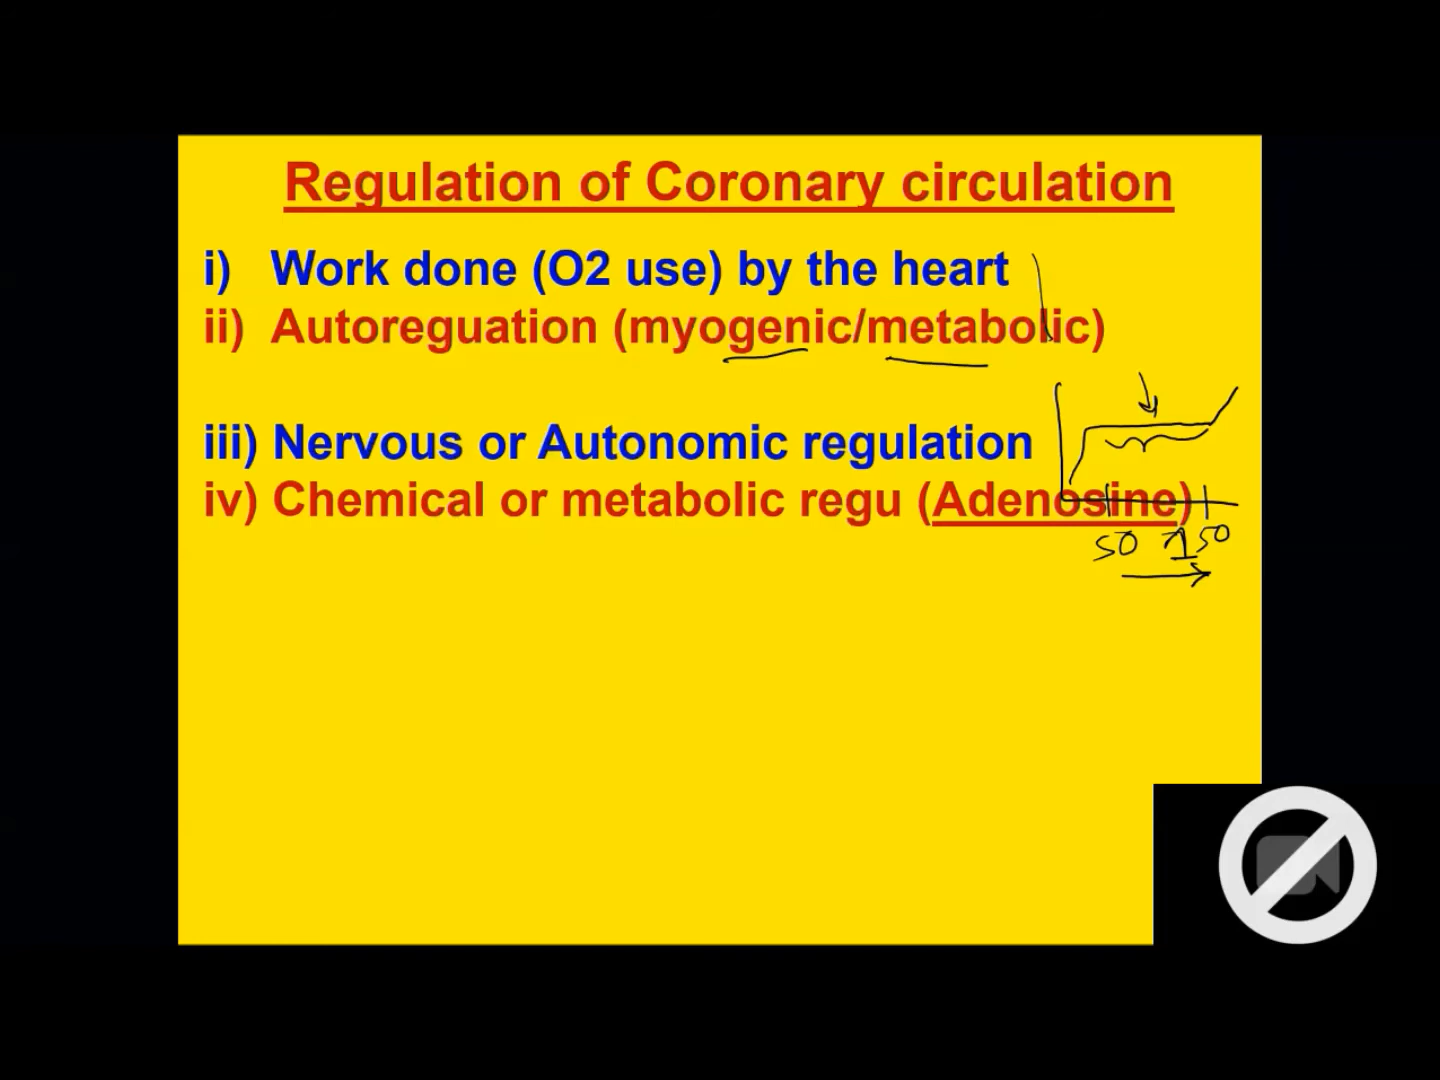 Regulation of Coronary circulation
i) Work done (O2 use) by the heart
ii) Autoreguation (myogenic/metabolic)
iii) Nervous or Autonomic regulation
iv) Chemical or metabolic regu (Adenosine)
50 150